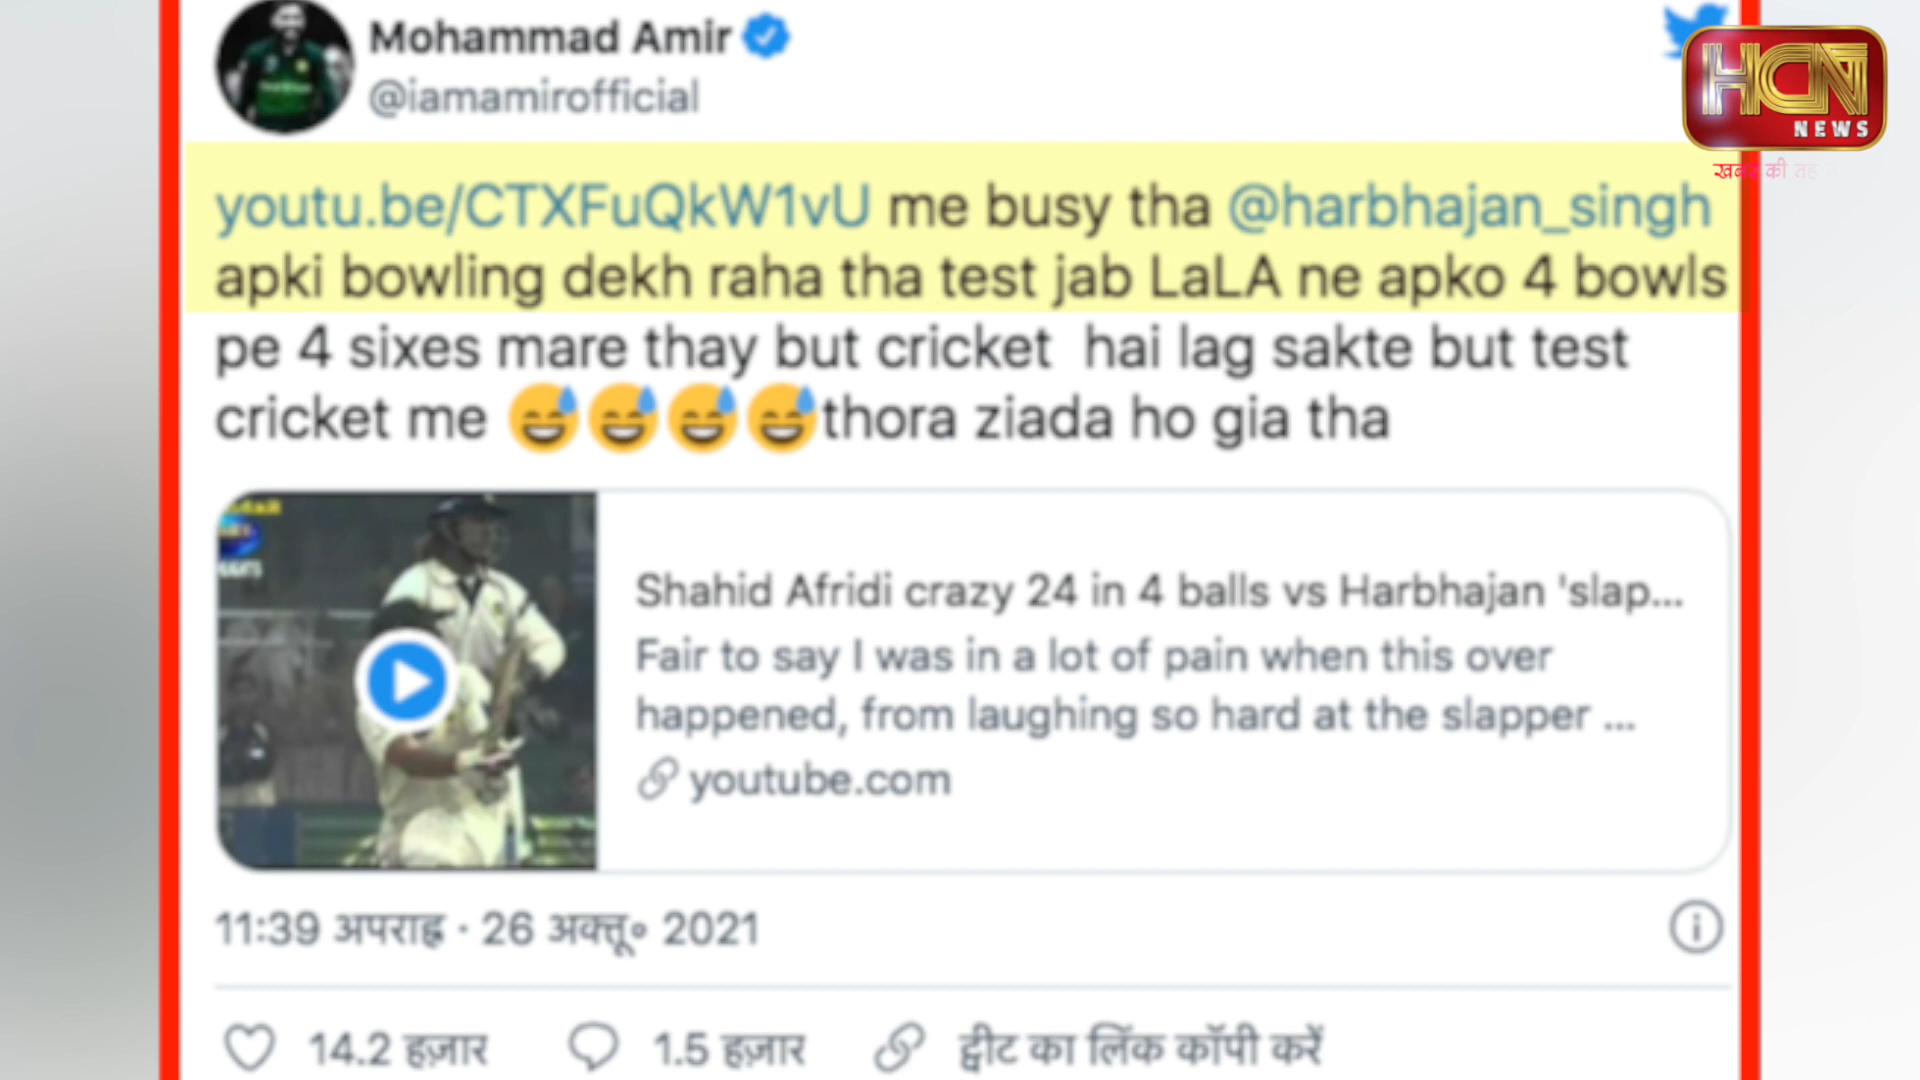 Mohammad Amir
@iamamirofficial
HCN
NEWS
youtu.be/CTXFuQkW1vU me busy tha @harbhajan_singh
apki bowling dekh raha tha test jab LaLA ne apko 4 bowls
pe 4 sixes mare thay but cricket hai lag sakte but test
cricket me 😅😅😅😅thora ziada ho gia tha
Shahid Afridi crazy 24 in 4 balls vs Harbhajan 'slap...
Fair to say I was in a lot of pain when this over
happened, from laughing so hard at the slapper ...
youtube.com
11:39 अपराह्न · 26 अक्तू॰ 2021
14.2 हज़ार 1.5 हज़ार ट्वीट का लिंक कॉपी करें